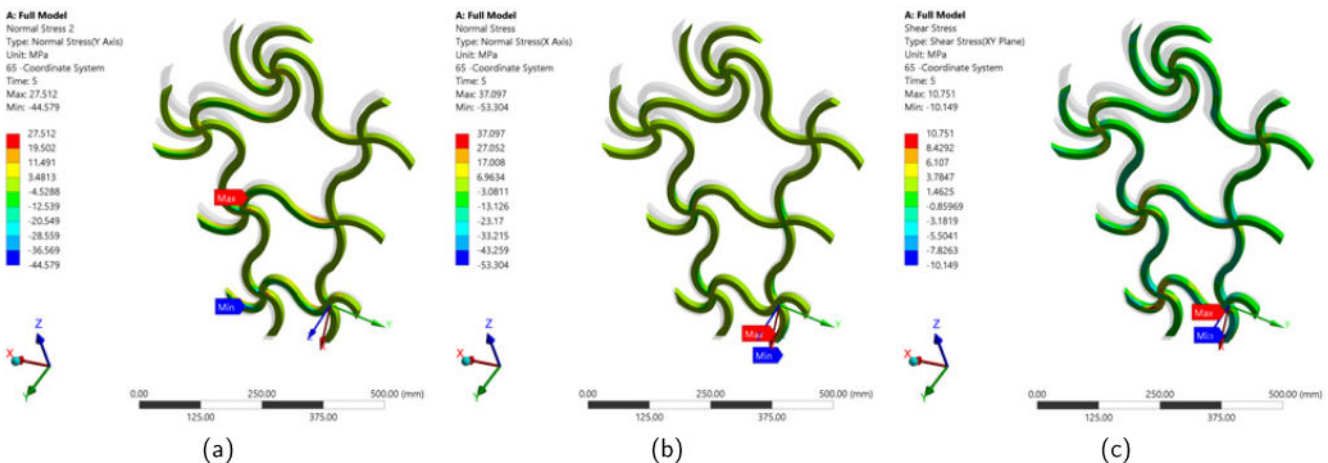 A: Full Model
Normal Stress 2
Type: Normal Stress(Y Axis)
Unit: MPa
65 -Coordinate System
Time: 5
Max: 27.512
Min: -44.579
27.512
19.502
11.491
3.4813
-4.5288
-12.539
-20.549
-28.559
-36.569
-44.579
Max
Min
Y
Z
X
Y
0.00 250.00 500.00 (mm)
125.00 375.00
(a)
A: Full Model
Normal Stress
Type: Normal Stress(X Axis)
Unit: MPa
65 -Coordinate System
Time: 5
Max: 37.097
Min: -53.304
37.097
27.052
17.008
6.9634
-3.0811
-13.126
-23.17
-33.215
-43.259
-53.304
Max
Min
Y
Z
X
Y
0.00 250.00 500.00 (mm)
125.00 375.00
(b)
A: Full Model
Shear Stress
Type: Shear Stress(XY Plane)
Unit: MPa
65 -Coordinate System
Time: 5
Max: 10.751
Min: -10.149
10.751
8.4292
6.107
3.7847
1.4625
-0.85969
-3.1819
-5.5041
-7.8263
-10.149
Max
Min
Y
Z
X
Y
0.00 250.00 500.00 (mm)
125.00 375.00
(c)